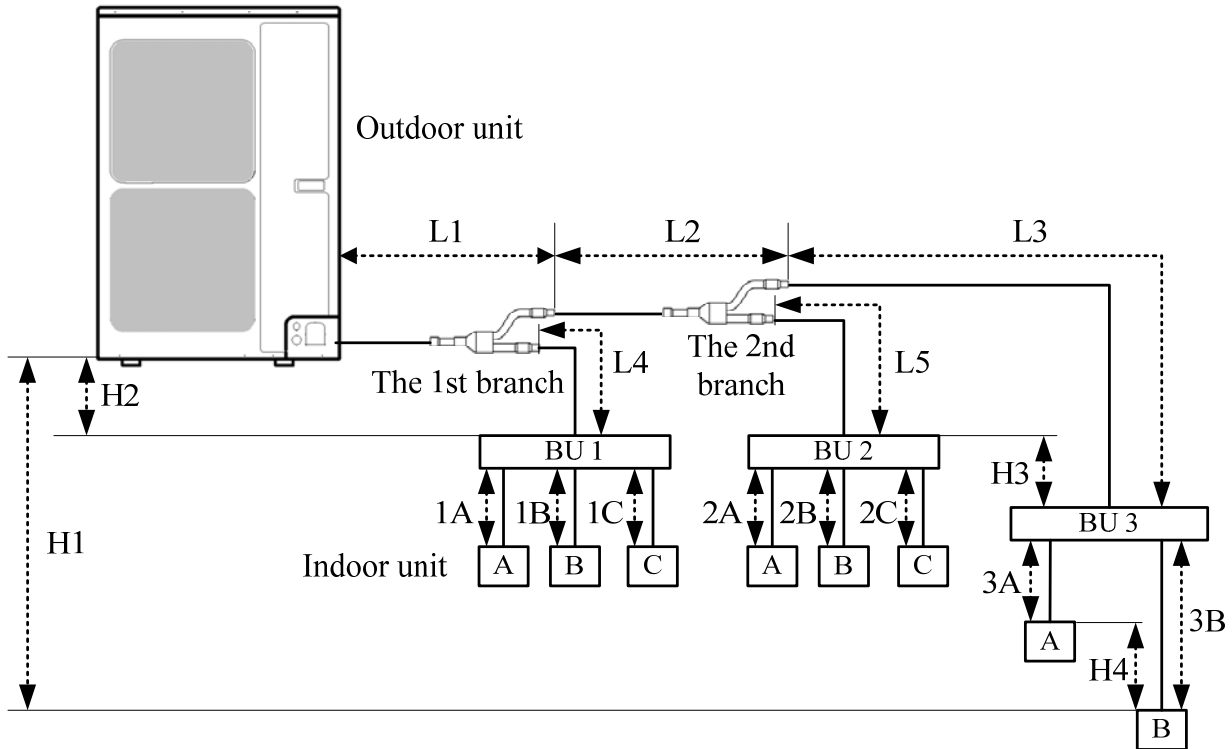 Outdoor unit
L1
L2
L3
The 1st branch
L4
The 2nd
branch
L5
H2
BU 1
BU 2
H3
BU 3
1A
1B
1C
2A
2B
2C
H1
Indoor unit
A
B
C
A
B
C
3A
3B
A
H4
B